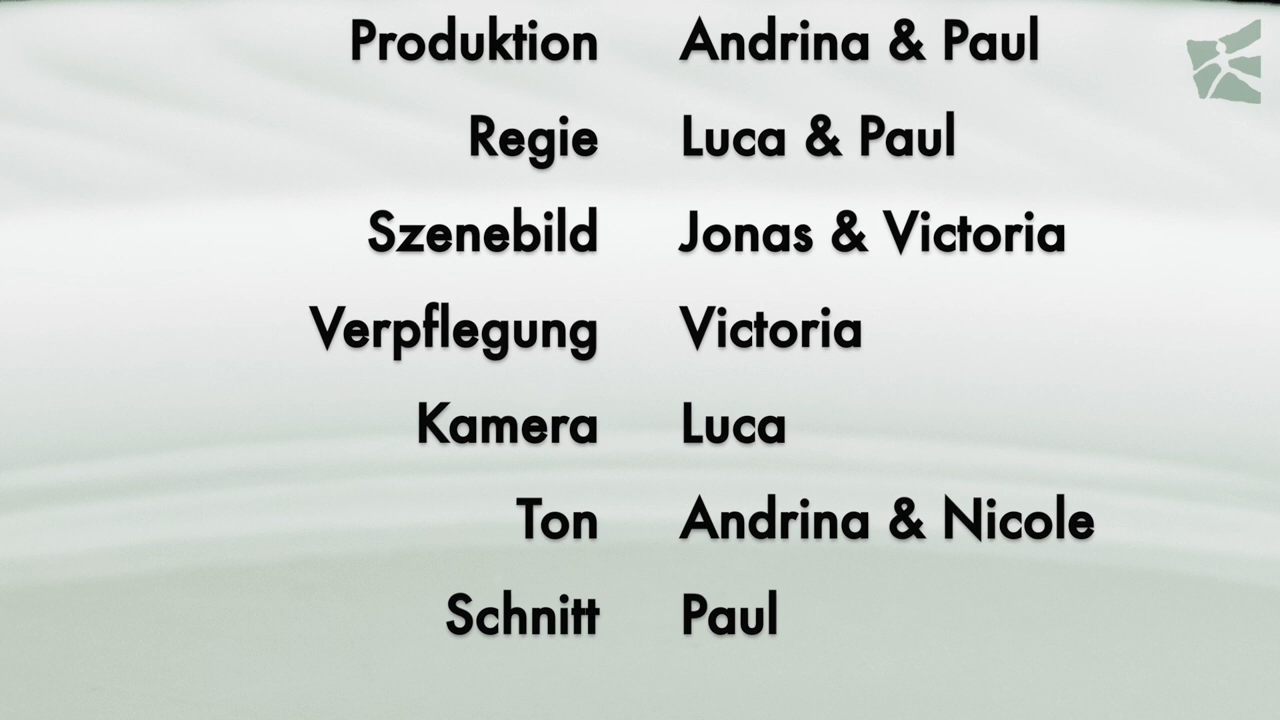 Produktion Andrina & Paul
Regie Luca & Paul
Szenebild Jonas & Victoria
Verpflegung Victoria
Kamera Luca
Ton Andrina & Nicole
Schnitt Paul